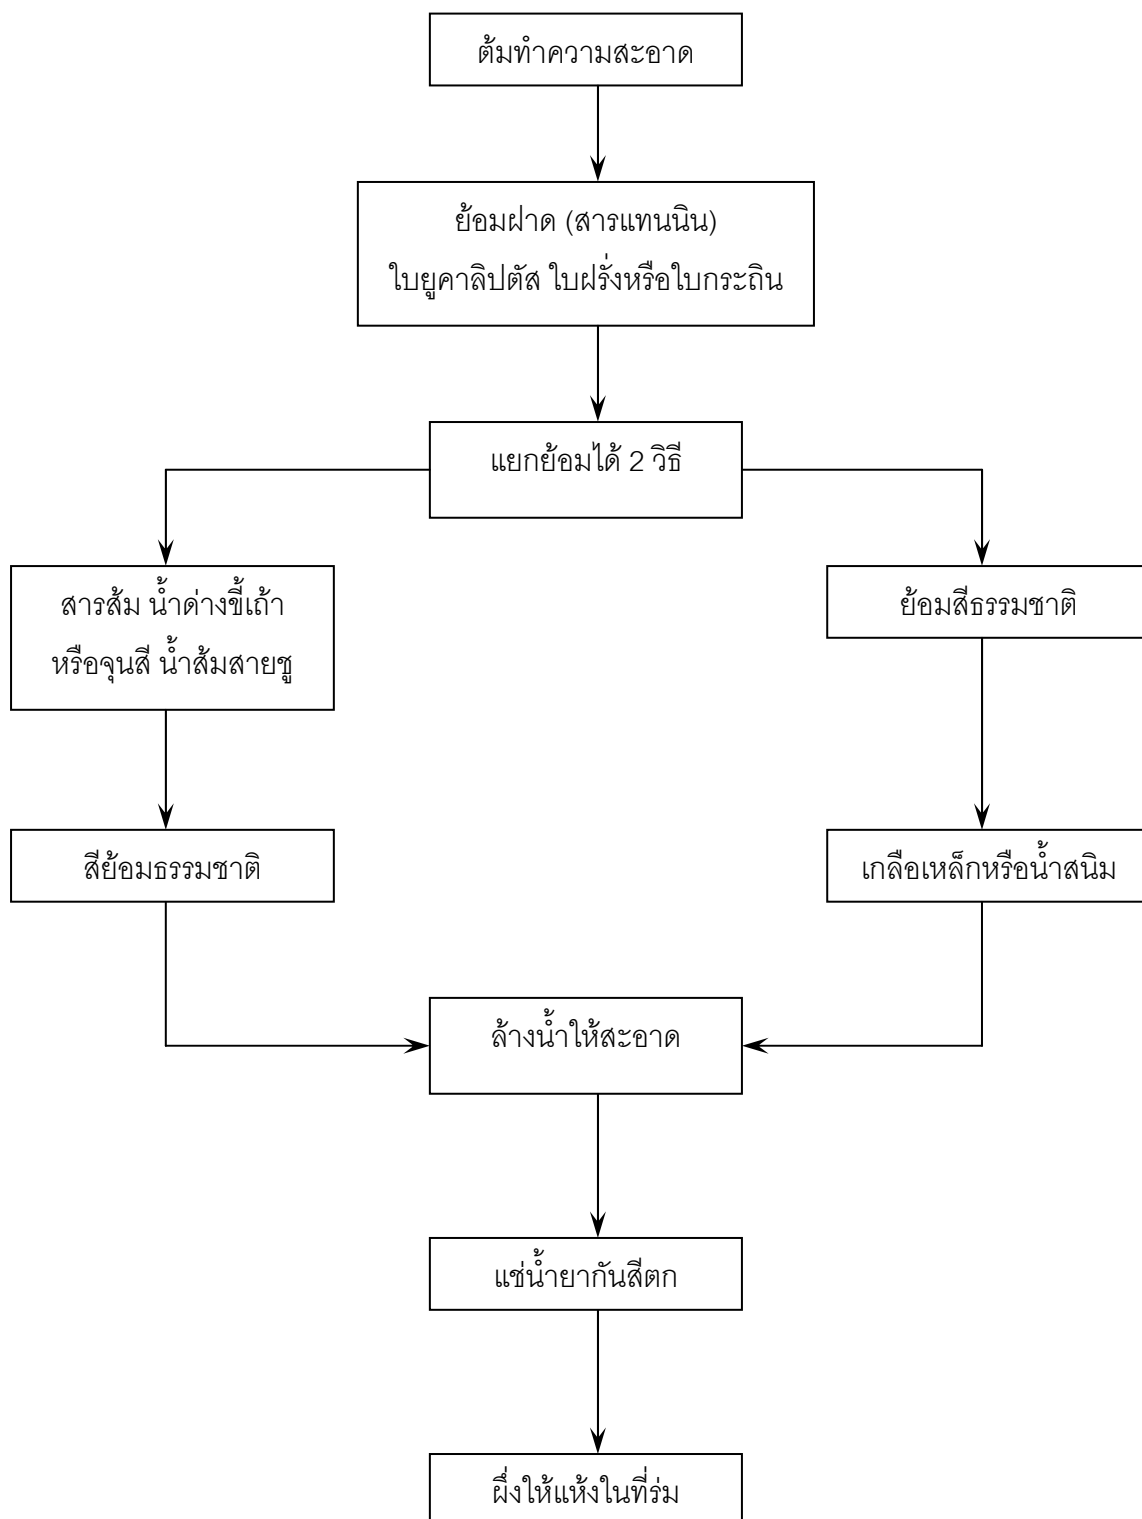 ต้มทำความสะอาด
ย้อมฝาด (สารแทนนิน)
ใบยูคาลิปตัส ใบฝรั่งหรือใบกระถิน
แยกย้อมได้ 2 วิธี
สารส้ม น้ำด่างขี้เถ้า
หรือจุนสี น้ำส้มสายชู
ย้อมสีธรรมชาติ
สีย้อมธรรมชาติ
เกลือเหล็กหรือน้ำสนิม
ล้างน้ำให้สะอาด
แช่น้ำยากันสีตก
ผึ่งให้แห้งในที่ร่ม